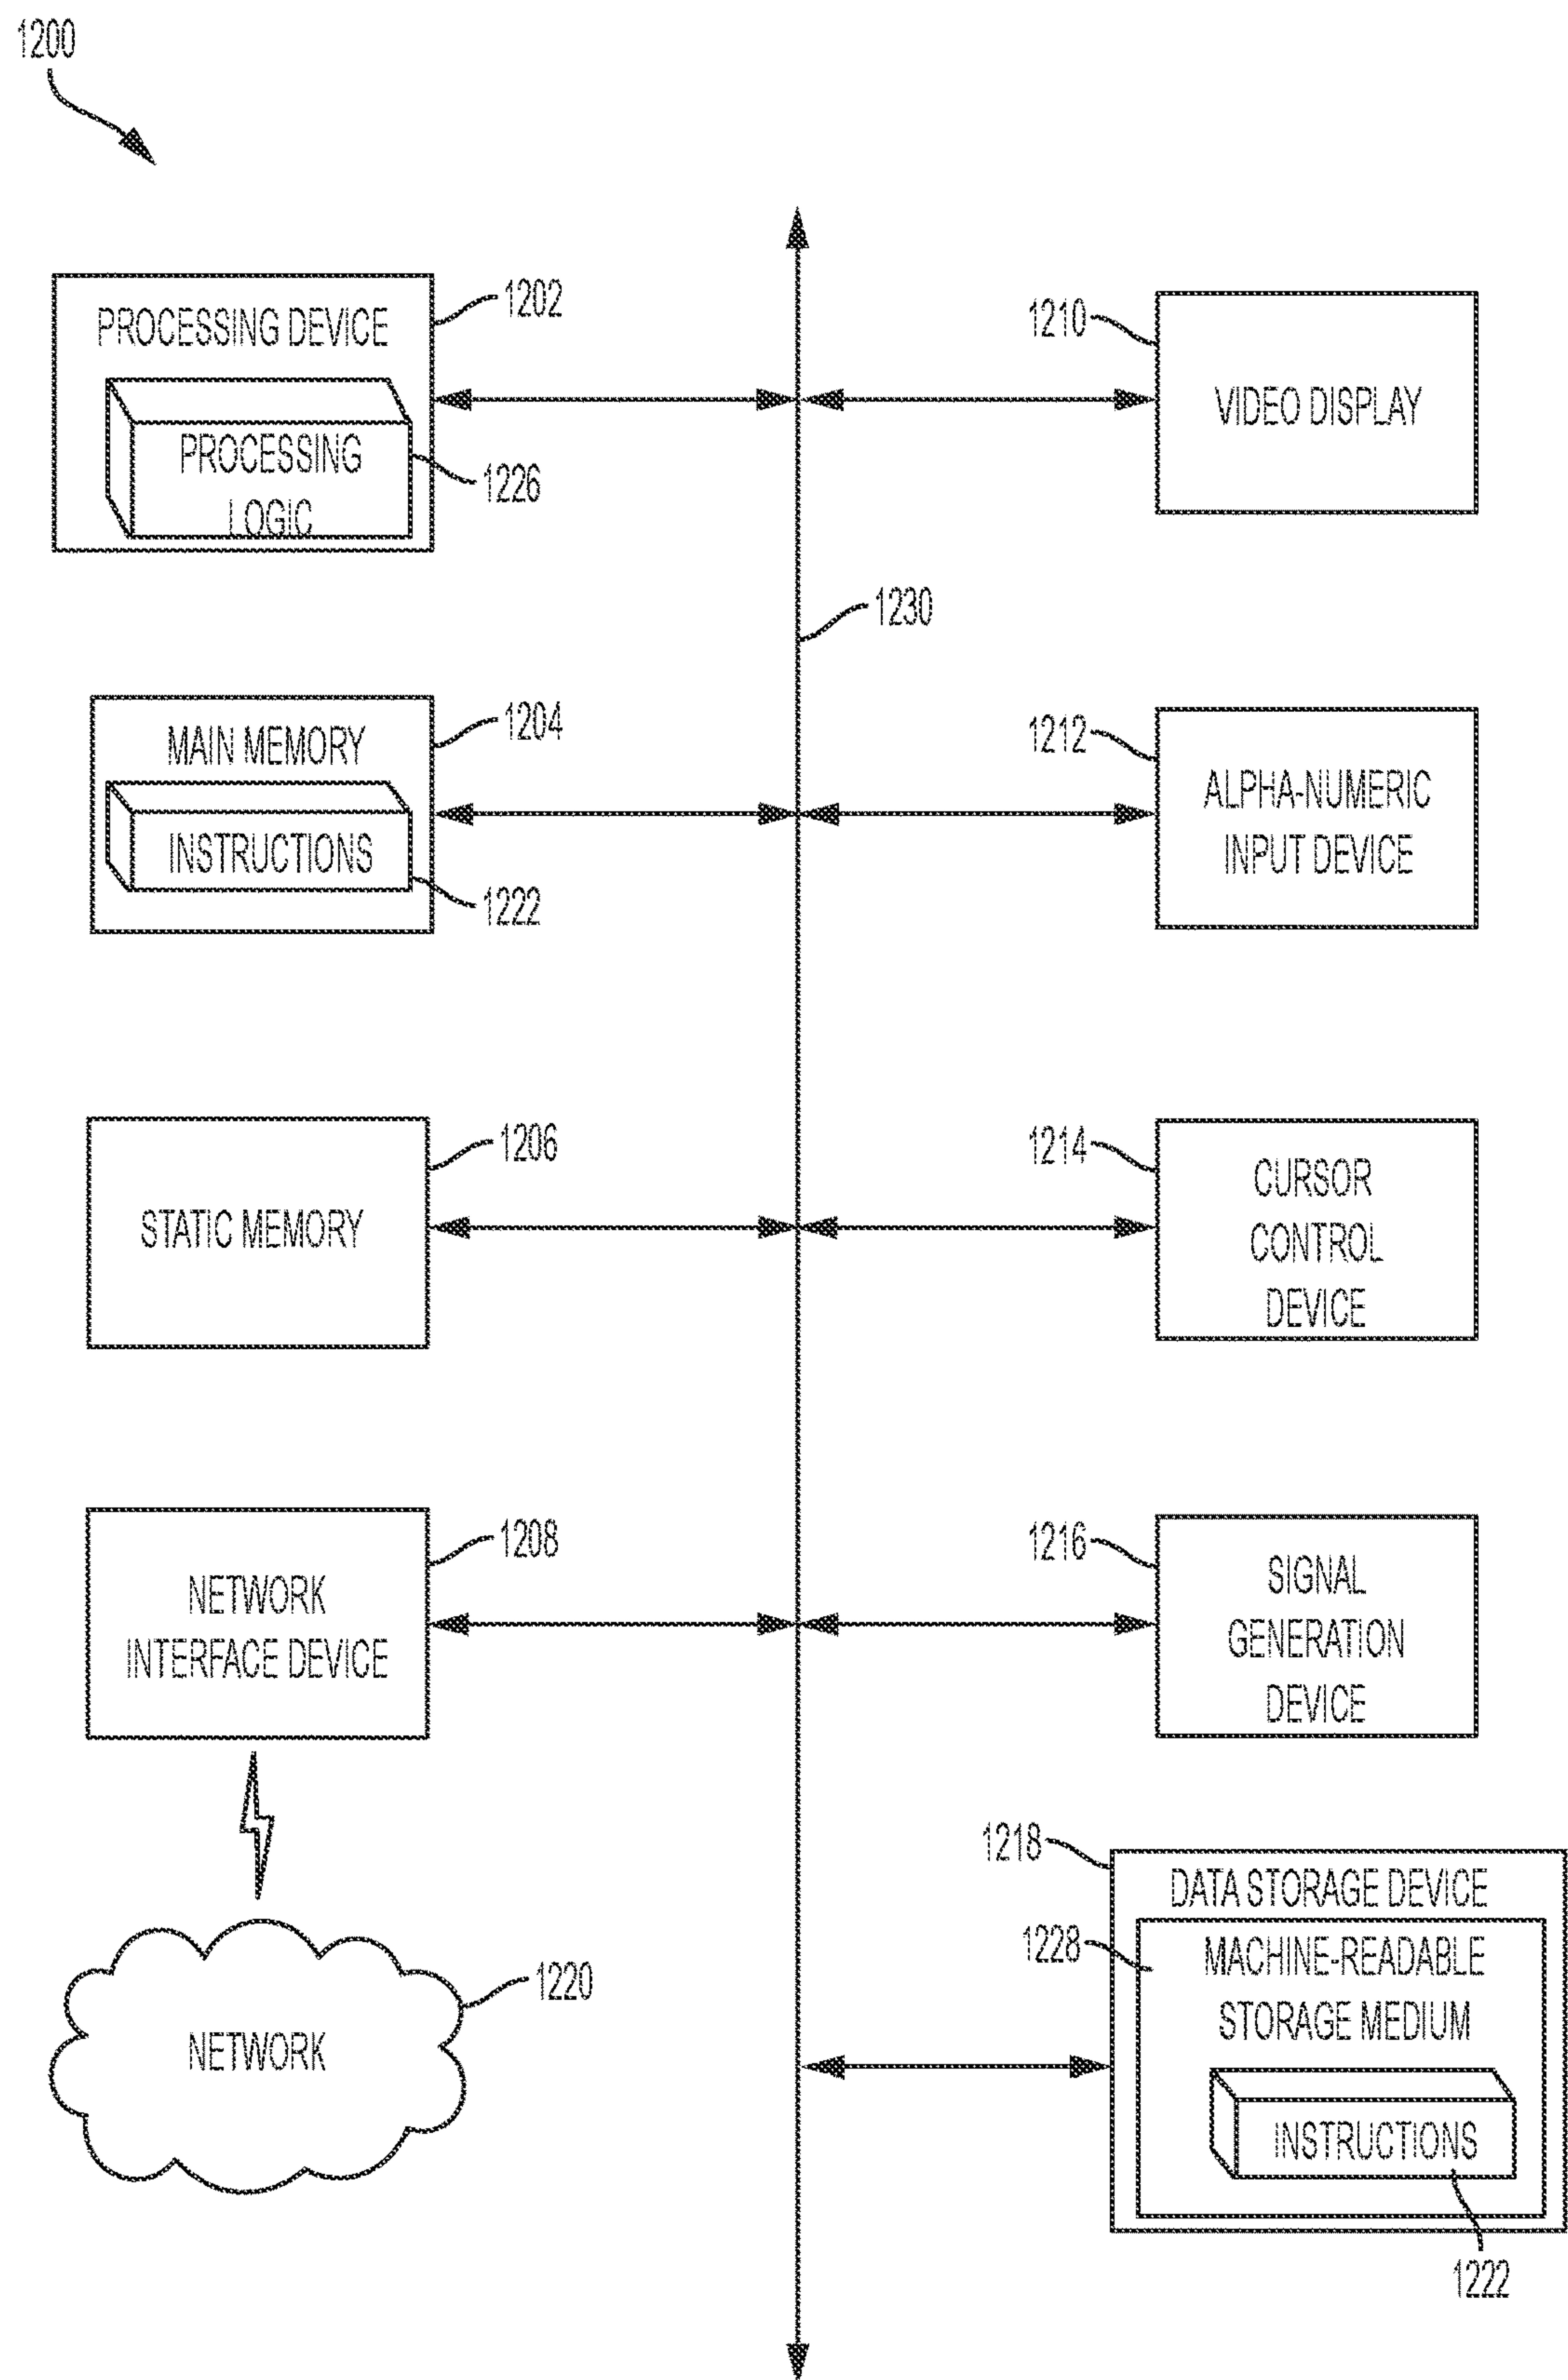 1200
PROCESSING DEVICE
1202
PROCESSING
LOGIC
1226
1210
VIDEO DISPLAY
1230
MAIN MEMORY
1204
INSTRUCTIONS
1222
1212
ALPHA-NUMERIC
INPUT DEVICE
STATIC MEMORY
1206
1214
CURSOR
CONTROL
DEVICE
NETWORK
INTERFACE DEVICE
1208
1216
SIGNAL
GENERATION
DEVICE
NETWORK
1220
1218
DATA STORAGE DEVICE
1228
MACHINE-READABLE
STORAGE MEDIUM
INSTRUCTIONS
1222